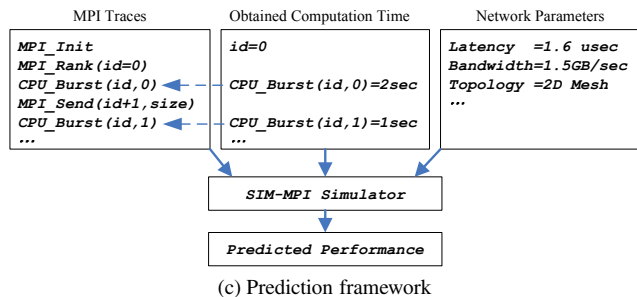 MPI Traces
MPI_Init
MPI_Rank(id=0)
CPU_Burst(id,0)
MPI_Send(id+1,size)
CPU_Burst(id,1)
…
Obtained Computation Time
id=0
CPU_Burst(id,0)=2sec
CPU_Burst(id,1)=1sec
…
Network Parameters
Latency =1.6 usec
Bandwidth=1.5GB/sec
Topology =2D Mesh
…
SIM-MPI Simulator
Predicted Performance
(c) Prediction framework